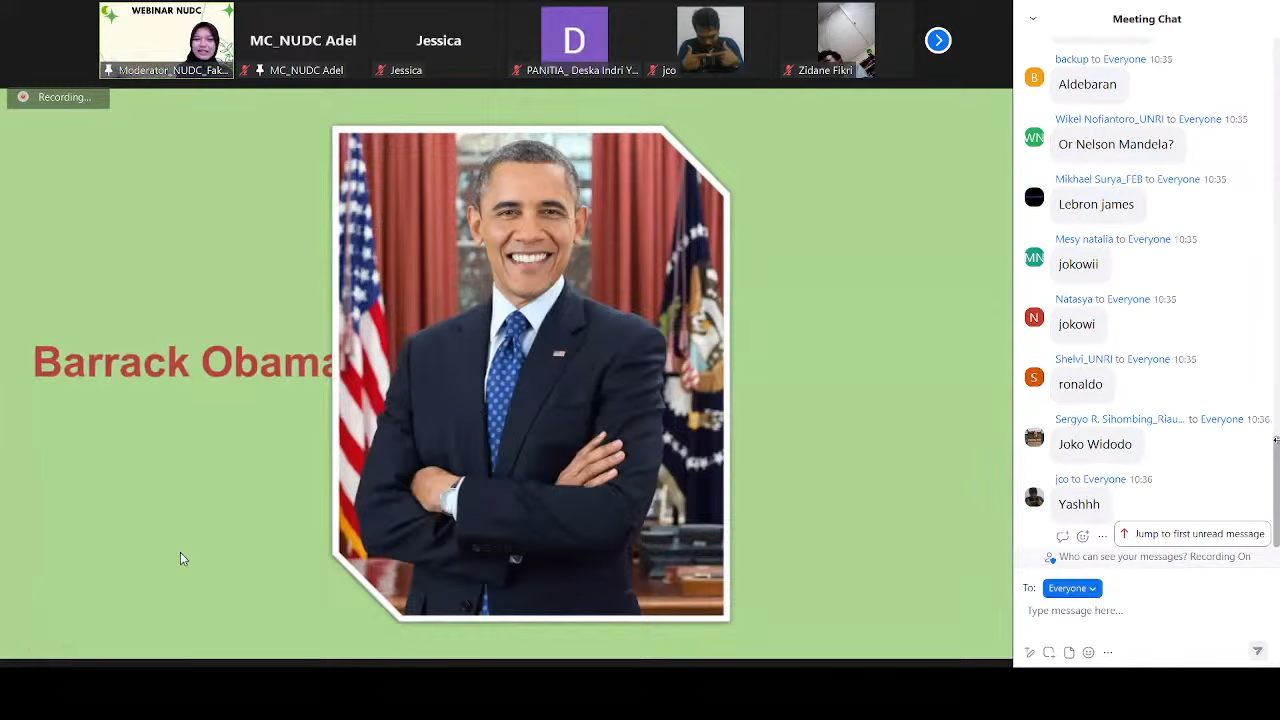 WEBINAR NUDC
Moderator_NUDC_Fak...
MC_NUDC Adel
MC_NUDC Adel
Jessica
Jessica
D
PANITIA_ Deska Indri Y...
jco
Zidane Fikri
Recording...
Barrack Obama
Meeting Chat
backup to Everyone 10:35
B
Aldebaran
Wikel Nofiantoro_UNRI to Everyone 10:35
WN
Or Nelson Mandela?
Mikhael Surya_FEB to Everyone 10:35
Lebron james
Mesy natalia to Everyone 10:35
MN
jokowii
Natasya to Everyone 10:35
N
jokowi
Shelvi_UNRI to Everyone 10:35
S
ronaldo
Sergyo R. Sihombing_Riau... to Everyone 10:36
Joko Widodo
jco to Everyone 10:36
Yashhh
Jump to first unread message
Who can see your messages? Recording On
To: Everyone
Type message here...